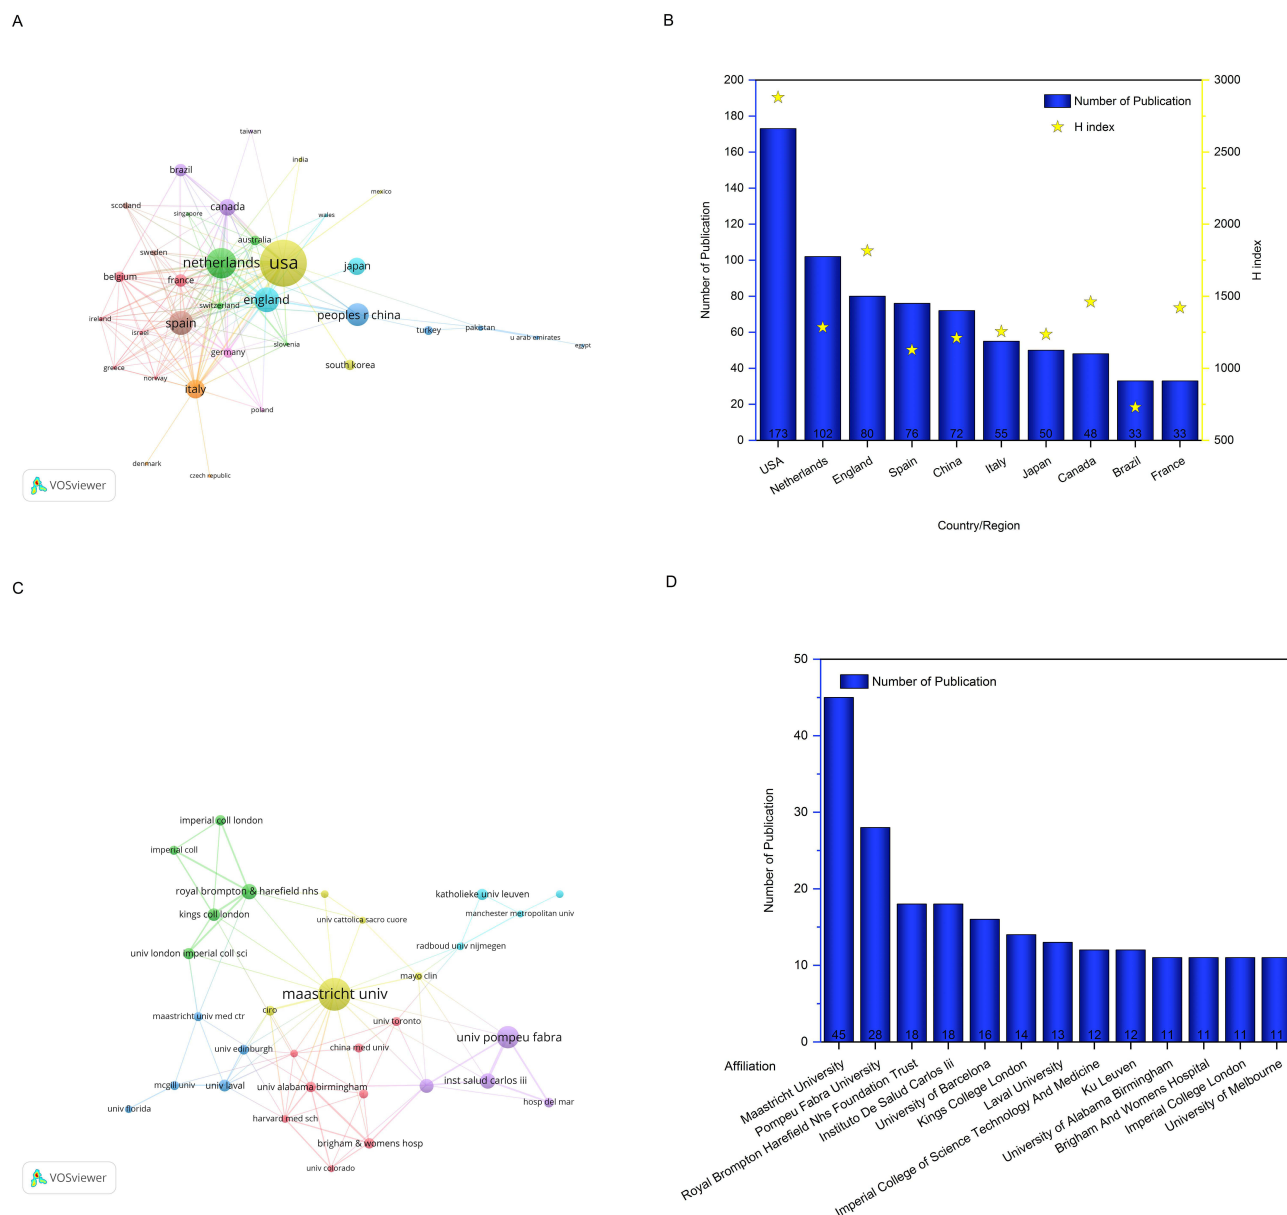 A
taiwan
india
brazil
mexico
scotland
canada
singapore
wales
australia
sweden
netherlands
usa
japan
belgium
france
england
switzerland
peoples r china
ireland
spain
israel
turkey
pakistan
u arab emirates
egypt
slovenia
germany
south korea
greece
norway
italy
poland
denmark
czech republic
VOSviewer
B
200
180
160
140
120
100
80
60
40
20
0
Number of Publication
3000
2500
2000
1500
1000
500
H index
Number of Publication
H index
173
102
80
76
72
55
50
48
33
33
USA
Netherlands
England
Spain
China
Italy
Japan
Canada
Brazil
France
Country/Region
C
imperial coll london
imperial coll
royal brompton & harefield nhs
kings coll london
univ cattolica sacro cuore
katholieke univ leuven
manchester metropolitan univ
radboud univ nijmegen
univ london imperial coll sci
mayo clin
maastricht univ
ciro
maastricht univ med ctr
univ toronto
univ pompeu fabra
univ edinburgh
china med univ
mcgill univ
univ laval
univ alabama birmingham
inst salud carlos iii
hosp del mar
univ florida
harvard med sch
brigham & womens hosp
univ colorado
VOSviewer
D
50
40
30
20
10
0
Number of Publication
Number of Publication
45
28
18
18
16
14
13
12
12
11
11
11
11
Affiliation
Maastricht University
Pompeu Fabra University
Royal Brompton Harefield Nhs Foundation Trust
Instituto De Salud Carlos Iii
University of Barcelona
Kings College London
Laval University
Imperial College of Science Technology And Medicine
Ku Leuven
University of Alabama Birmingham
Brigham And Womens Hospital
Imperial College London
University of Melbourne